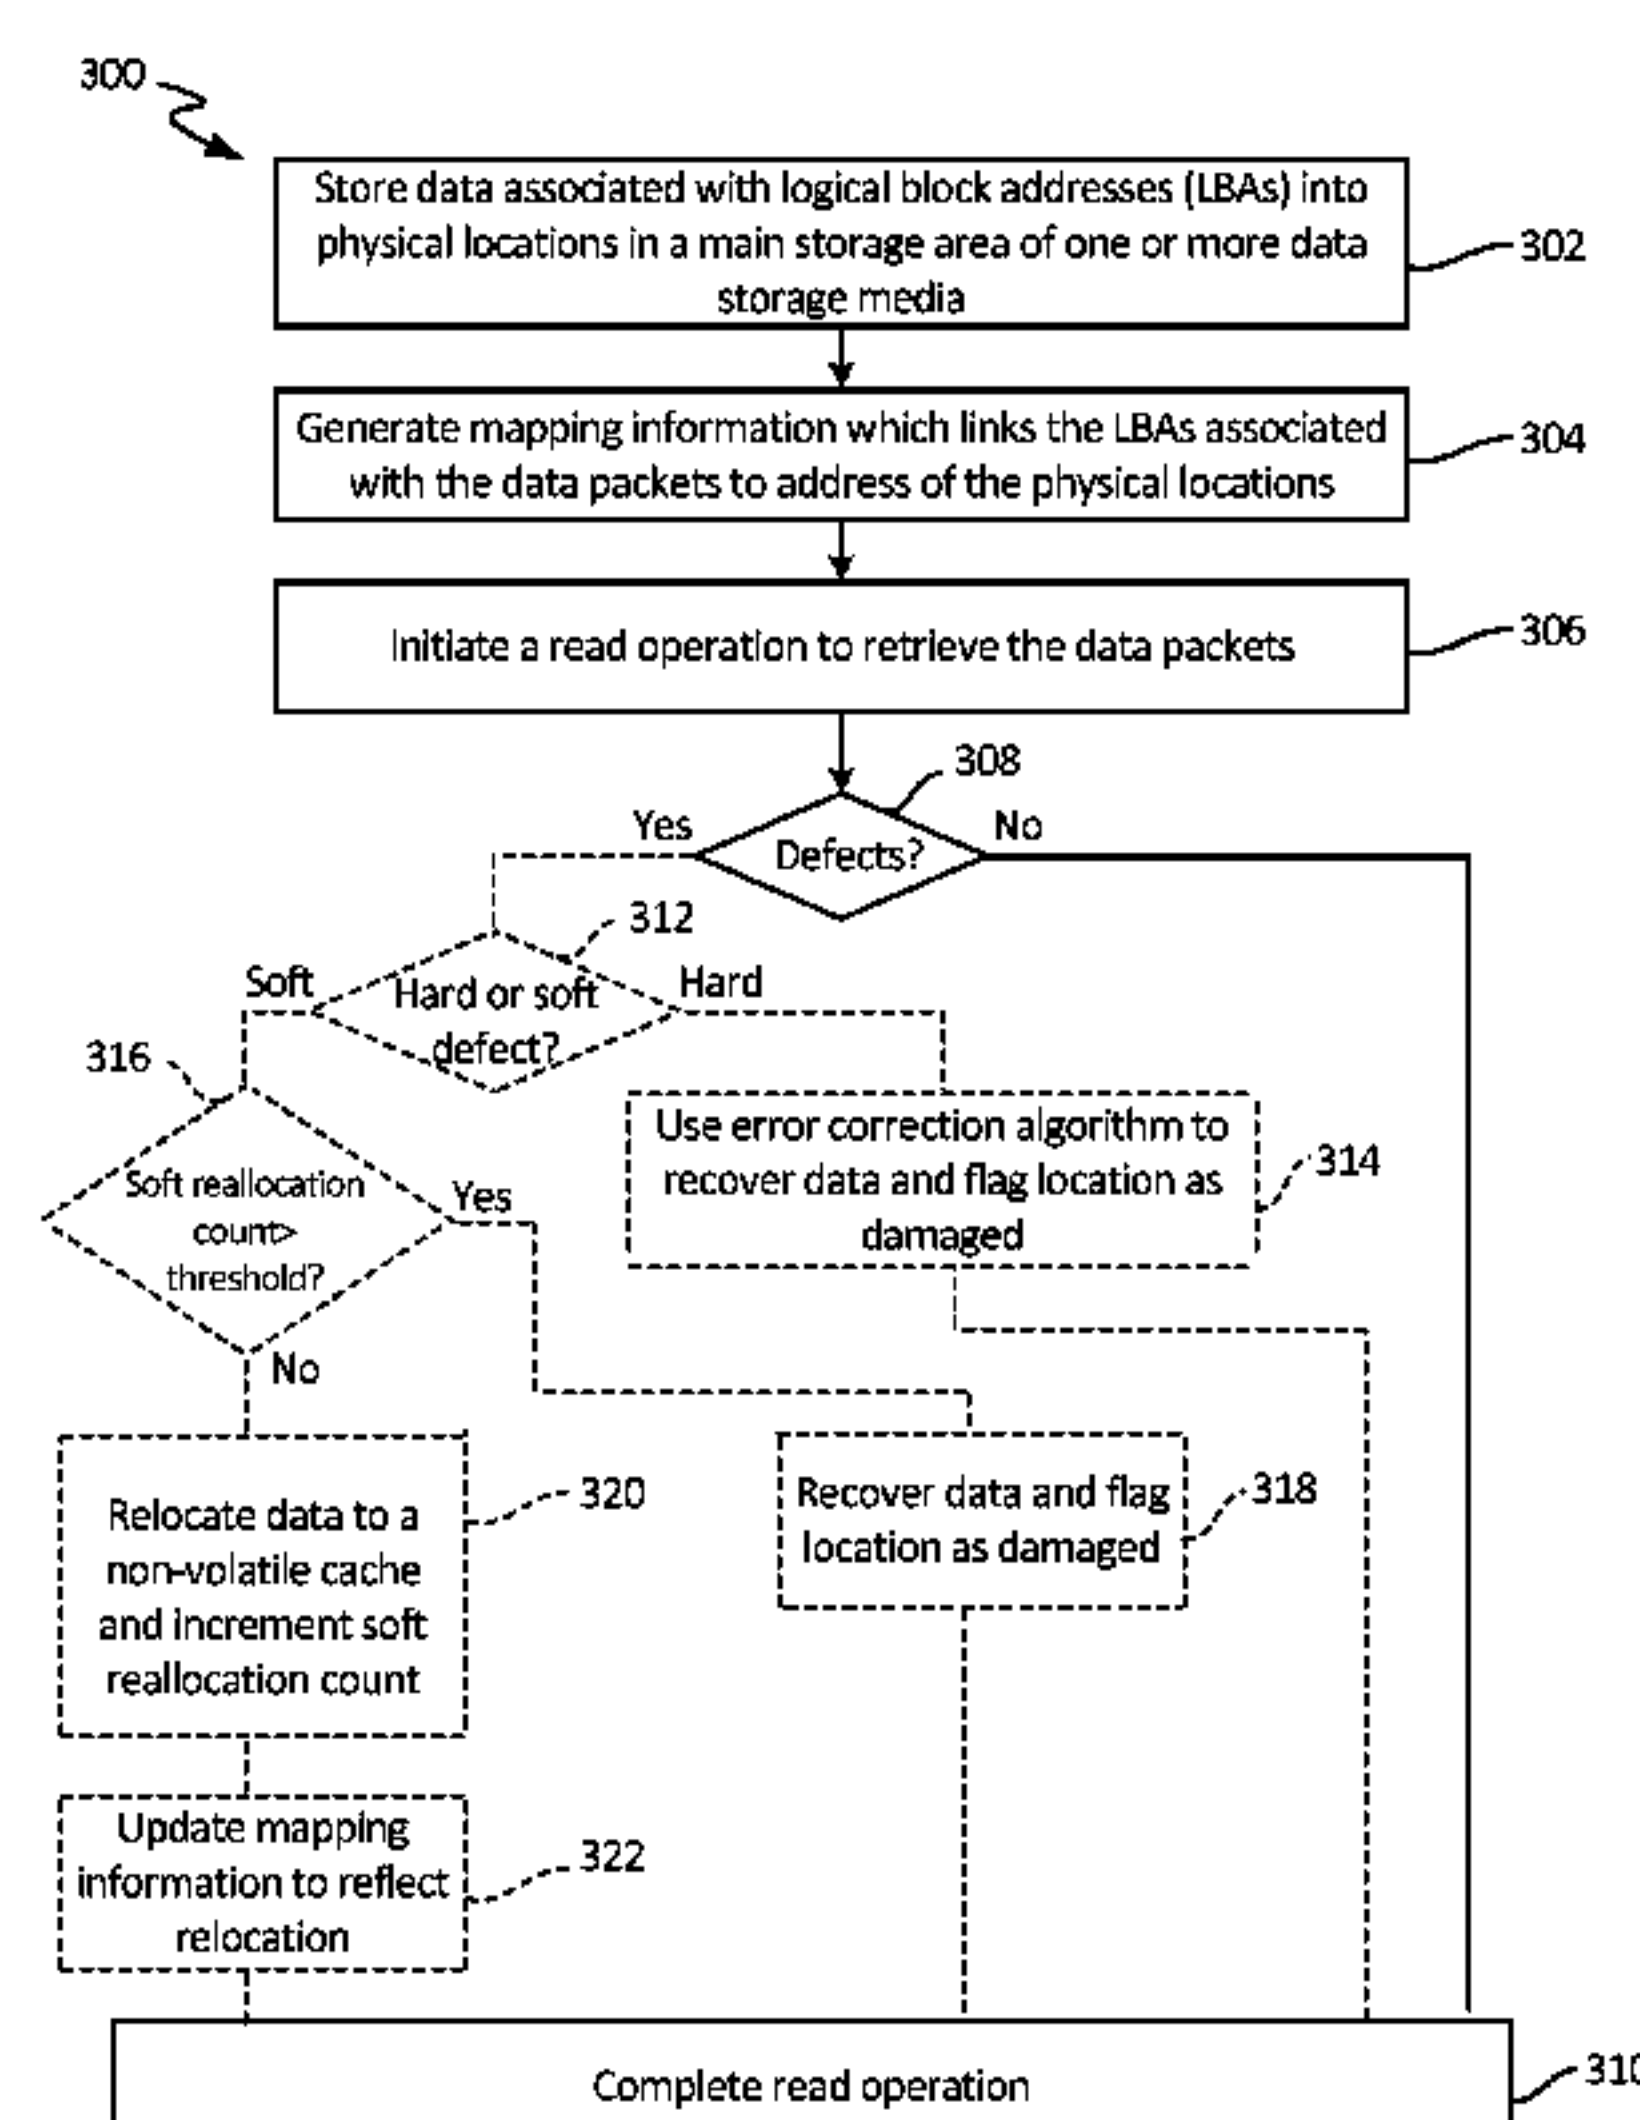 300
Store data associated with logical block addresses (LBAs) into
physical locations in a main storage area of one or more data
storage media
302
Generate mapping information which links the LBAs associated
with the data packets to address of the physical locations
304
Initiate a read operation to retrieve the data packets
306
308
Yes
No
Defects?
312
Soft
Hard
Hard or soft
defect?
316
Use error correction algorithm to
recover data and flag location as
damaged
314
Soft reallocation
count>
threshold?
Yes
No
Relocate data to a
non-volatile cache
and increment soft
reallocation count
320
Recover data and flag
location as damaged
318
Update mapping
information to reflect
relocation
322
Complete read operation
310